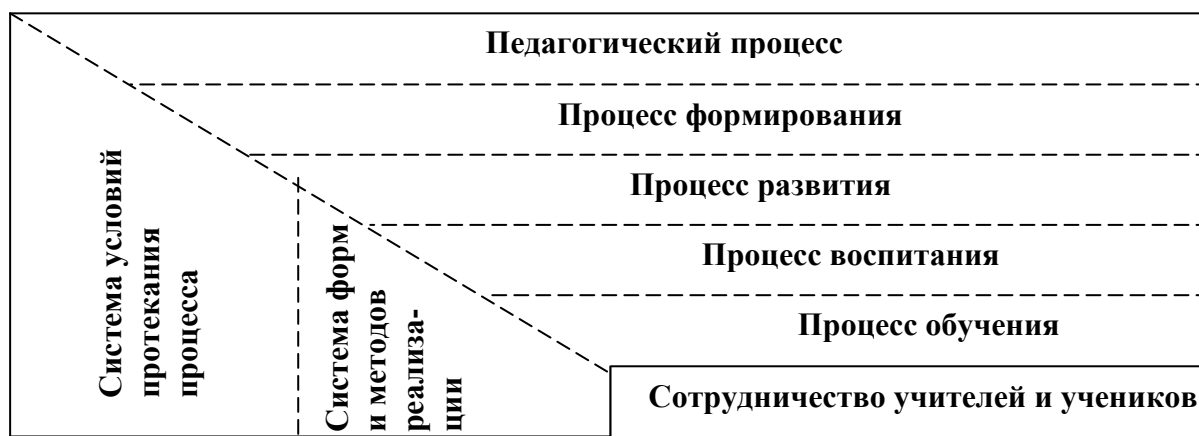 Педагогический процесс
Процесс формирования
Процесс развития
Процесс воспитания
Процесс обучения
Сотрудничество учителей и учеников
Система условий
протекания
процесса
Система форм
и методов
реализа-
ции